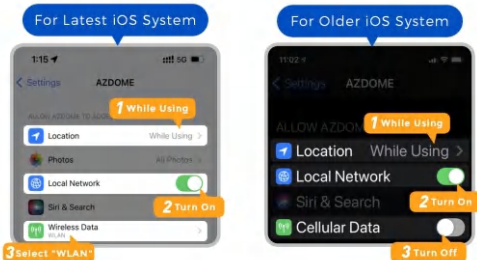 For Latest iOS System
1:15
5G
Settings
AZDOME
ALLOW AZDOME TO ACCESS
1 While Using
Location
While Using
Photos
All Photos
Local Network
Siri & Search
2 Turn On
Wireless Data
WLAN
3 Select "WLAN"
For Older iOS System
11:02
Settings
AZDOME
ALLOW AZDOM
1 While Using
Location
While Using
Local Network
Siri & Search
2 Turn On
Cellular Data
3 Turn Off